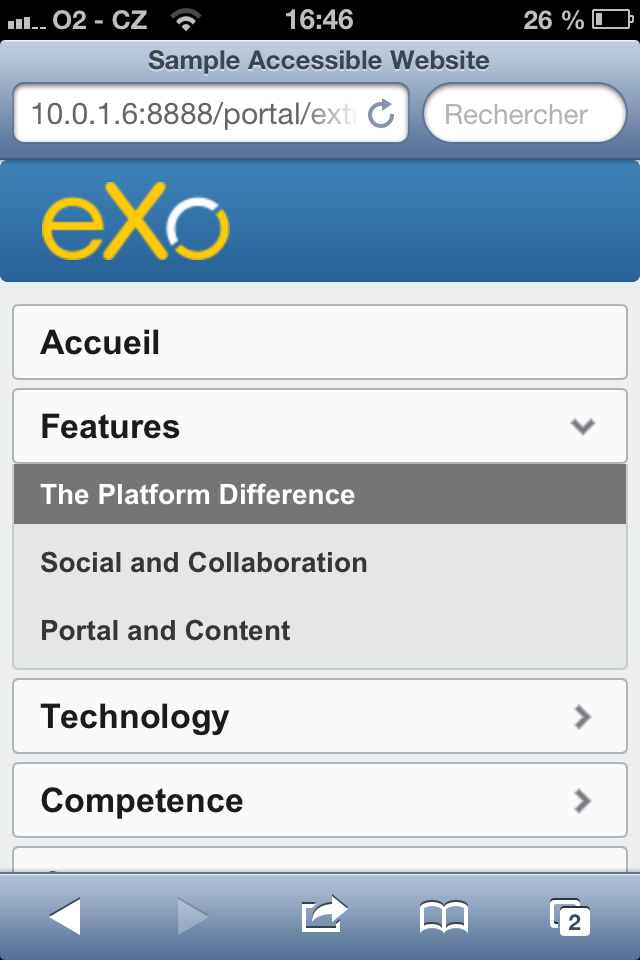 O2 - CZ 16:46 26 %
Sample Accessible Website
10.0.1.6:8888/portal/ext Rechercher
eXo
Accueil
Features
The Platform Difference
Social and Collaboration
Portal and Content
Technology
Competence
2